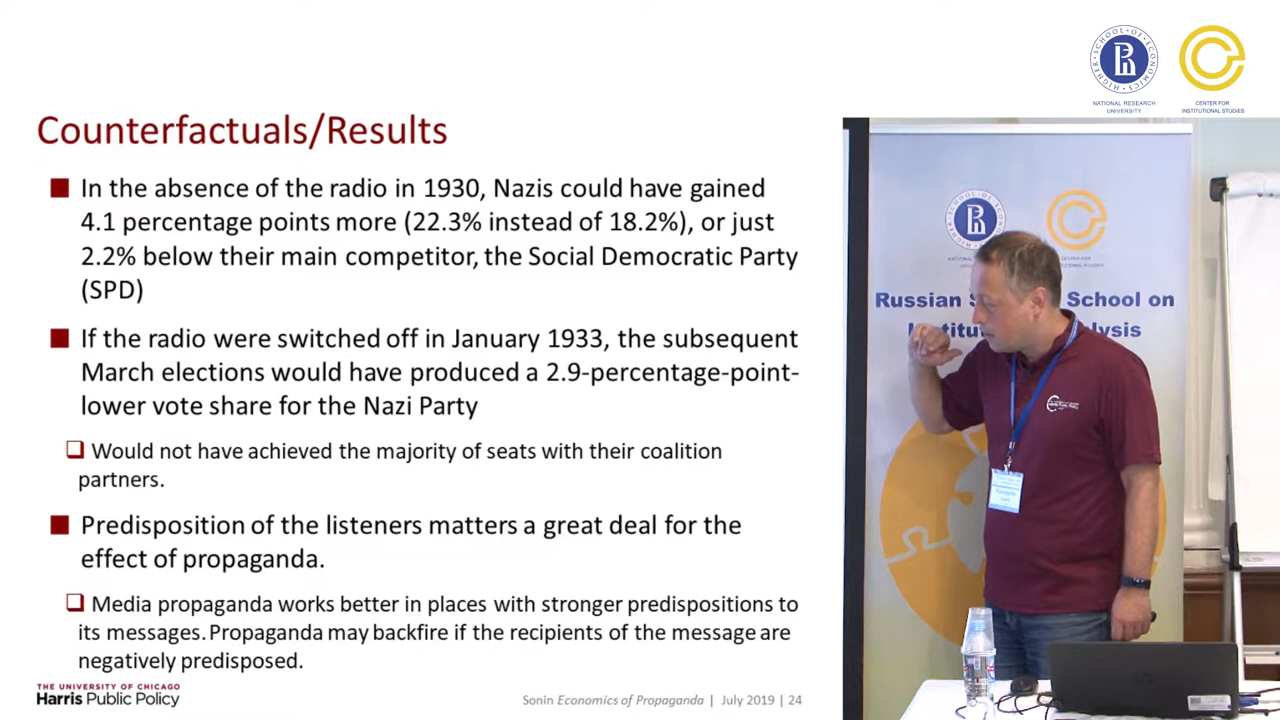 HIGHER SCHOOL OF ECONOMICS
NATIONAL RESEARCH
UNIVERSITY
CENTER FOR
INSTITUTIONAL STUDIES
Counterfactuals/Results
In the absence of the radio in 1930, Nazis could have gained
4.1 percentage points more (22.3% instead of 18.2%), or just
2.2% below their main competitor, the Social Democratic Party
(SPD)
If the radio were switched off in January 1933, the subsequent
March elections would have produced a 2.9-percentage-point-
lower vote share for the Nazi Party
Would not have achieved the majority of seats with their coalition
partners.
Predisposition of the listeners matters a great deal for the
effect of propaganda.
Media propaganda works better in places with stronger predispositions to
its messages. Propaganda may backfire if the recipients of the message are
negatively predisposed.
THE UNIVERSITY OF CHICAGO
Harris Public Policy
Sonin Economics of Propaganda | July 2019 | 24
Russian S School on